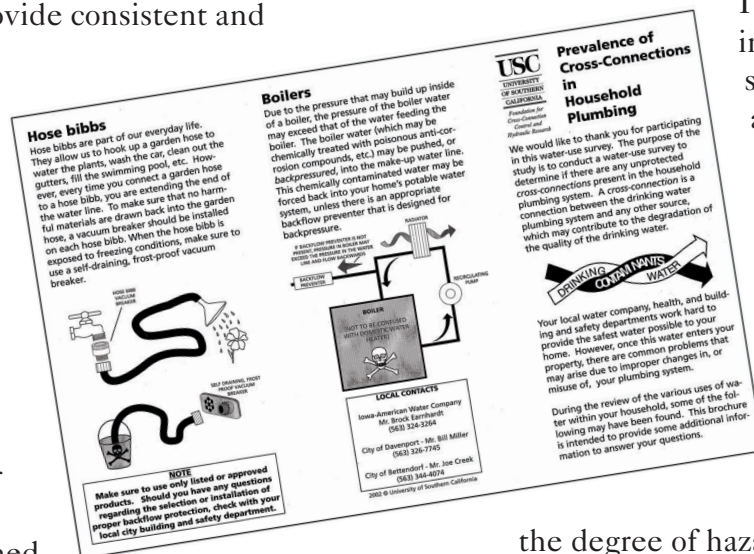 ovide consistent and
Hose bibbs
Hose bibbs are part of our everyday life.
They allow us to hook up a garden hose to
water the plants, wash the car, clean out the
gutters, fill the swimming pool, etc. How-
ever, every time you connect a garden hose
to a hose bibb, you are extending the end of
the water line. To make sure that no harm-
ful materials are drawn back into the garden
hose, a vacuum breaker should be installed
on each hose bibb. When the hose bibb is
exposed to freezing conditions, make sure to
use a self-draining, frost-proof vacuum
breaker.
HOSE BIBB
VACUUM
BREAKER
SELF DRAINING, FROST
PROOF VACUUM
BREAKER
NOTE
Make sure to use only listed or approved
products. Should you have any questions
regarding the selection or installation of
proper backflow protection, check with your
local city building and safety department.
Boilers
Due to the pressure that may build up inside
of a boiler, the pressure of the boiler water
may exceed that of the water feeding the
boiler. The boiler water (which may be
chemically treated with poisonous anti-cor-
rosion compounds, etc.) may be pushed, or
backpressured, into the make-up water line.
This chemically contaminated water may be
forced back into your home's potable water
system, unless there is an appropriate
backflow preventer that is designed for
backpressure.
RADIATOR
IF BACKFLOW PREVENTER IS NOT
PRESENT, PRESSURE IN BOILER MAY
EXCEED THE PRESSURE IN THE WATER
LINE AND FLOW BACKWARDS
BACKFLOW
PREVENTER
RECIRCULATING
PUMP
BOILER
(NOT TO BE CONFUSED
WITH DOMESTIC WATER
HEATER)
LOCAL CONTACTS
Iowa-American Water Company
Mr. Brock Earnhardt
(563) 324-3264
City of Davenport - Mr. Bill Miller
(563) 326-7745
City of Bettendorf - Mr. Joe Creek
(563) 344-4074
2002 © University of Southern California
USC
UNIVERSITY
OF SOUTHERN
CALIFORNIA
Foundation for
Cross-Connection
Control and
Hydraulic Research
Prevalence of
Cross-Connections
in
Household
Plumbing
We would like to thank you for participating
in this water-use survey. The purpose of the
study is to conduct a water-use survey to
determine if there are any unprotected
cross-connections present in the household
plumbing system. A cross-connection is a
connection between the drinking water
plumbing system and any other source,
which may contribute to the degradation of
the quality of the drinking water.
DRINKING CONTAMINANTS WATER
Your local water company, health, and build-
ing and safety departments work hard to
provide the safest water possible to your
home. However, once this water enters your
property, there are common problems that
may arise due to improper changes in, or
misuse of, your plumbing system.
During the review of the various uses of wa-
ter within your household, some of the fol-
lowing may have been found. This brochure
is intended to provide some additional infor-
mation to answer your questions.
the degree of haza